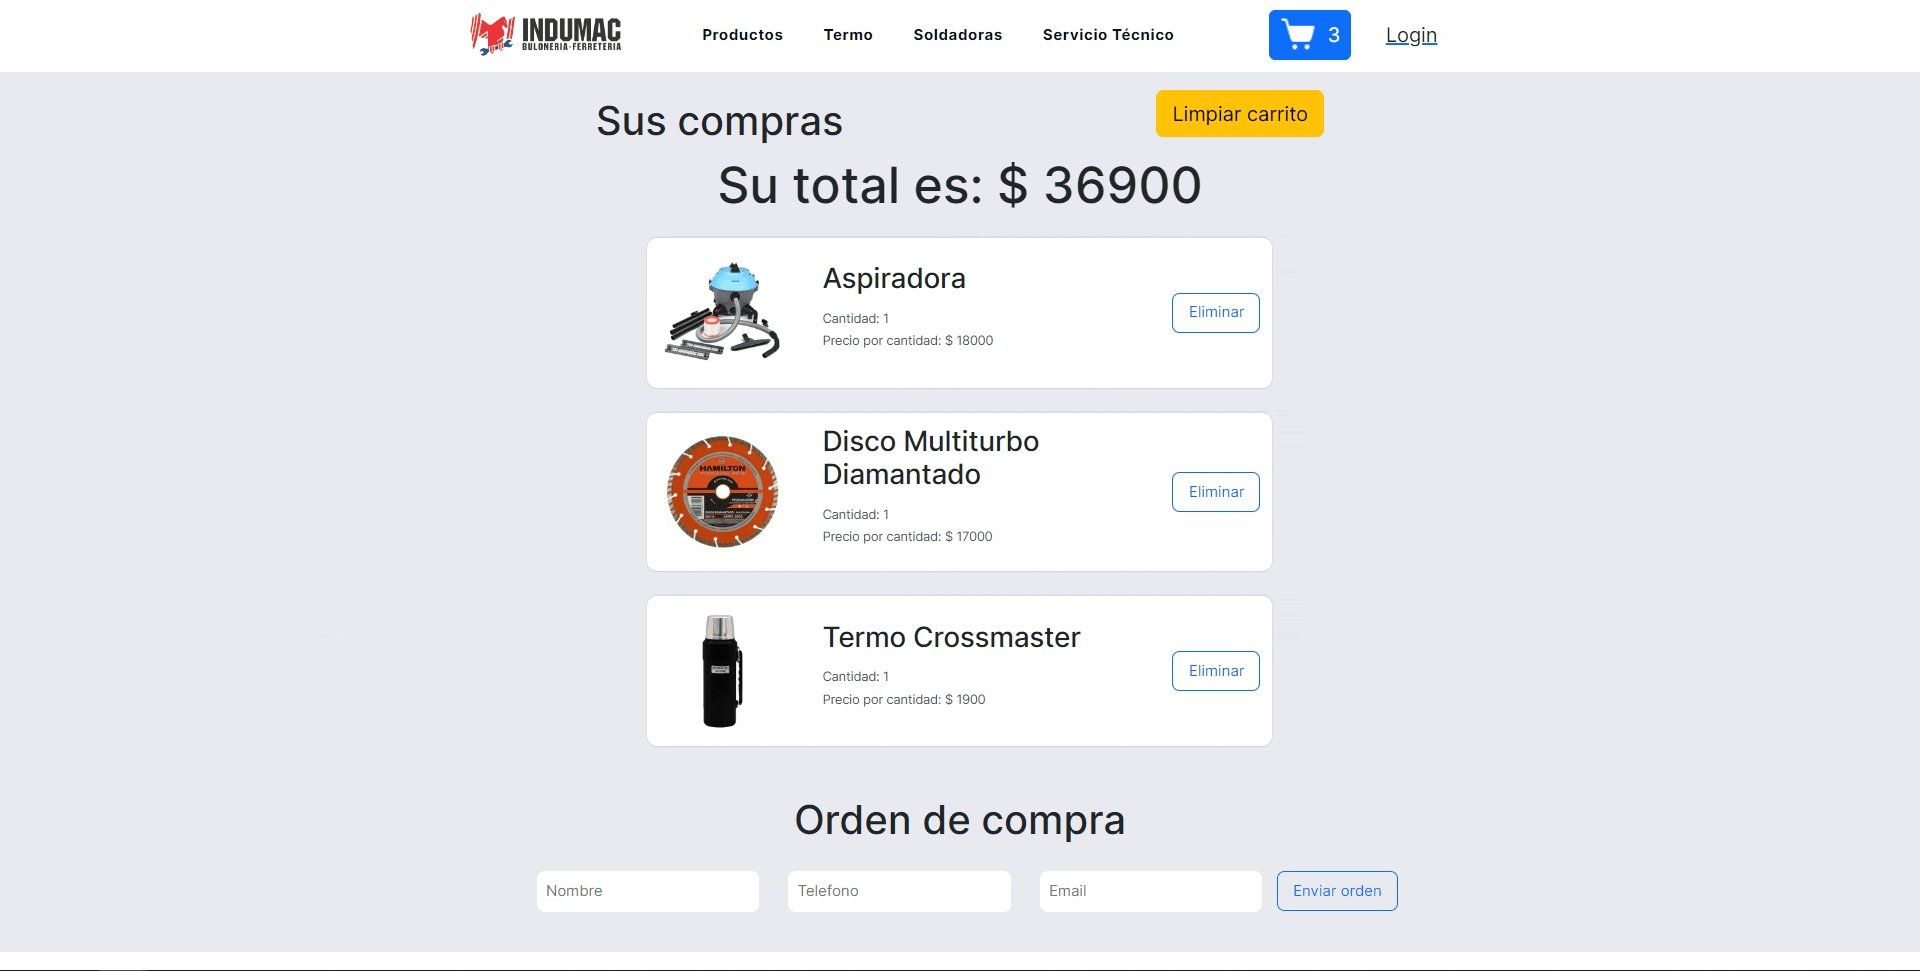 INDUMAC
BULONERIA-FERRETERIA
Productos
Termo
Soldadoras
Servicio Técnico
3
Login
Sus compras
Limpiar carrito
Su total es: $ 36900
Aspiradora
Cantidad: 1
Precio por cantidad: $ 18000
Eliminar
HAMILTON
Disco Multiturbo
Diamantado
Cantidad: 1
Precio por cantidad: $ 17000
Eliminar
Termo Crossmaster
Cantidad: 1
Precio por cantidad: $ 1900
Eliminar
Orden de compra
Nombre
Telefono
Email
Enviar orden